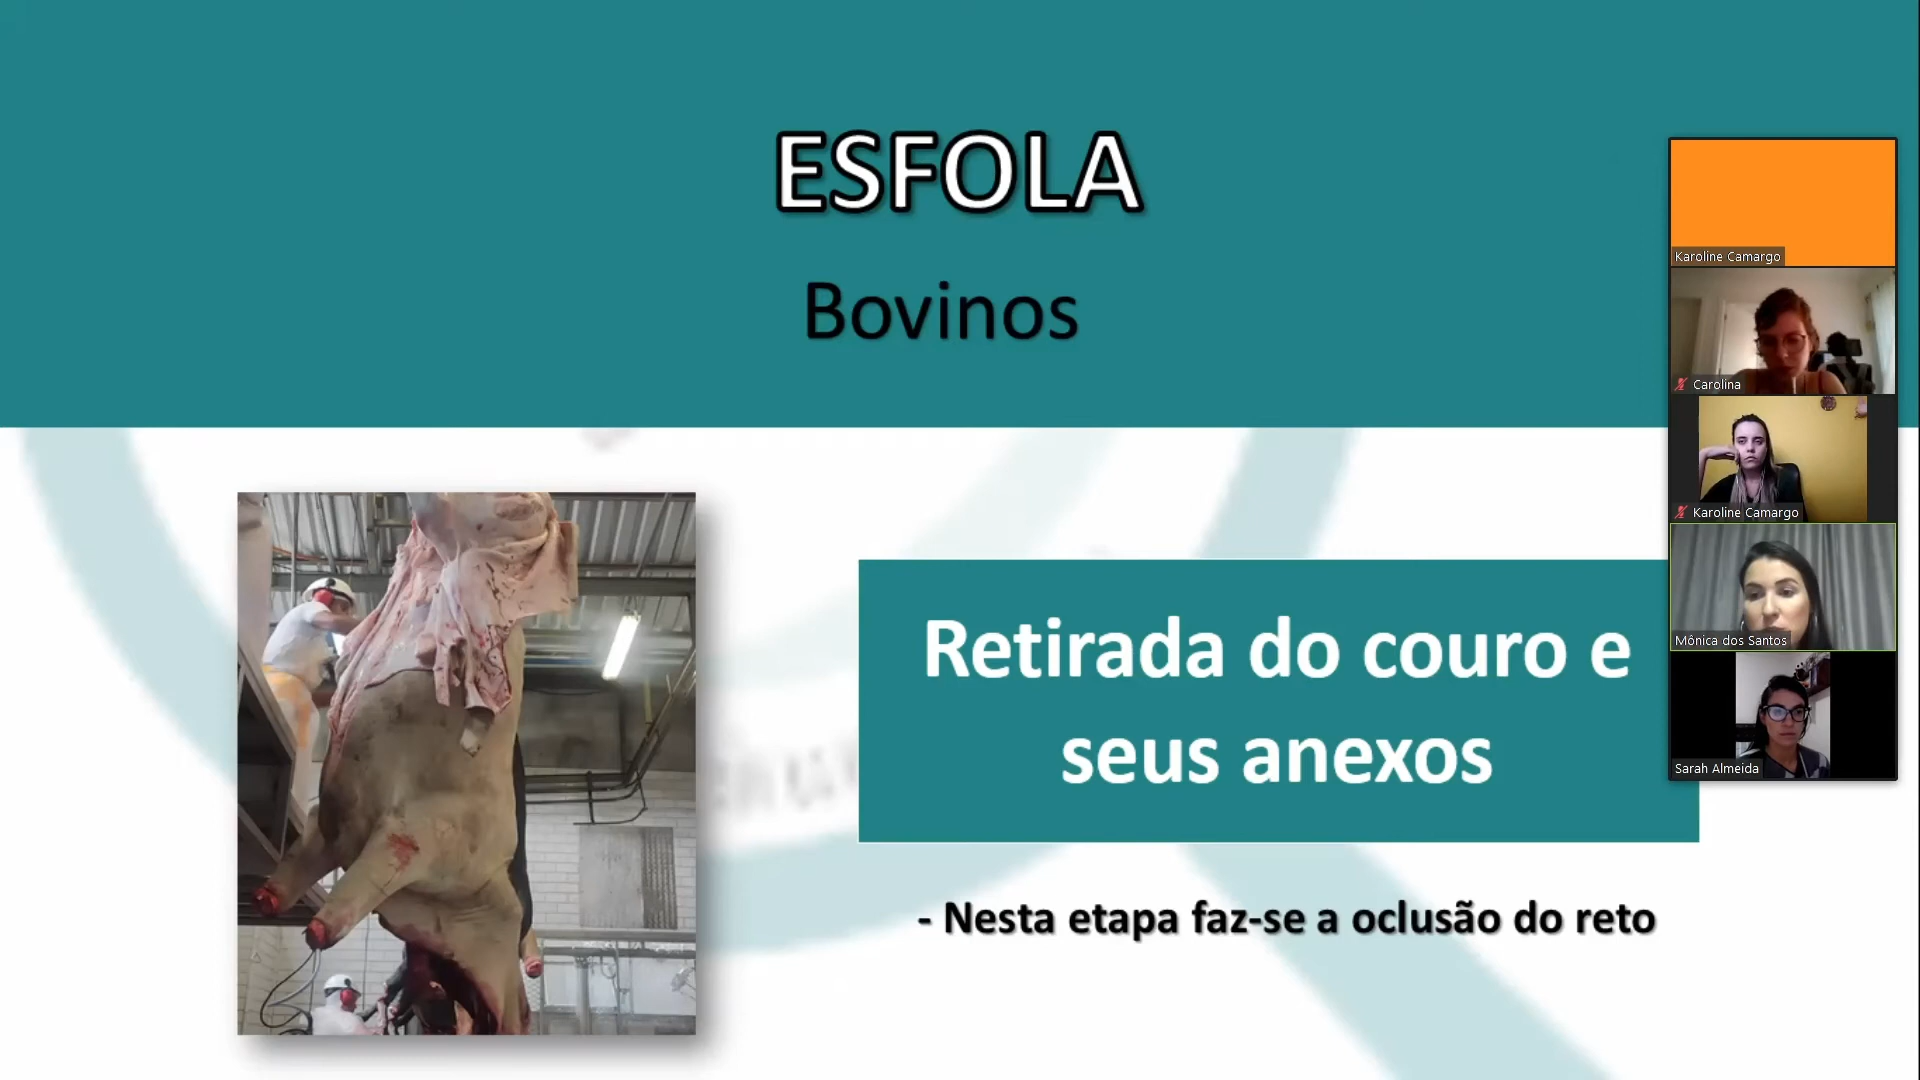 ESFOLA
Bovinos
Retirada do couro e
seus anexos
- Nesta etapa faz-se a oclusão do reto
Karoline Camargo
Carolina
Karoline Camargo
Mônica dos Santos
Sarah Almeida